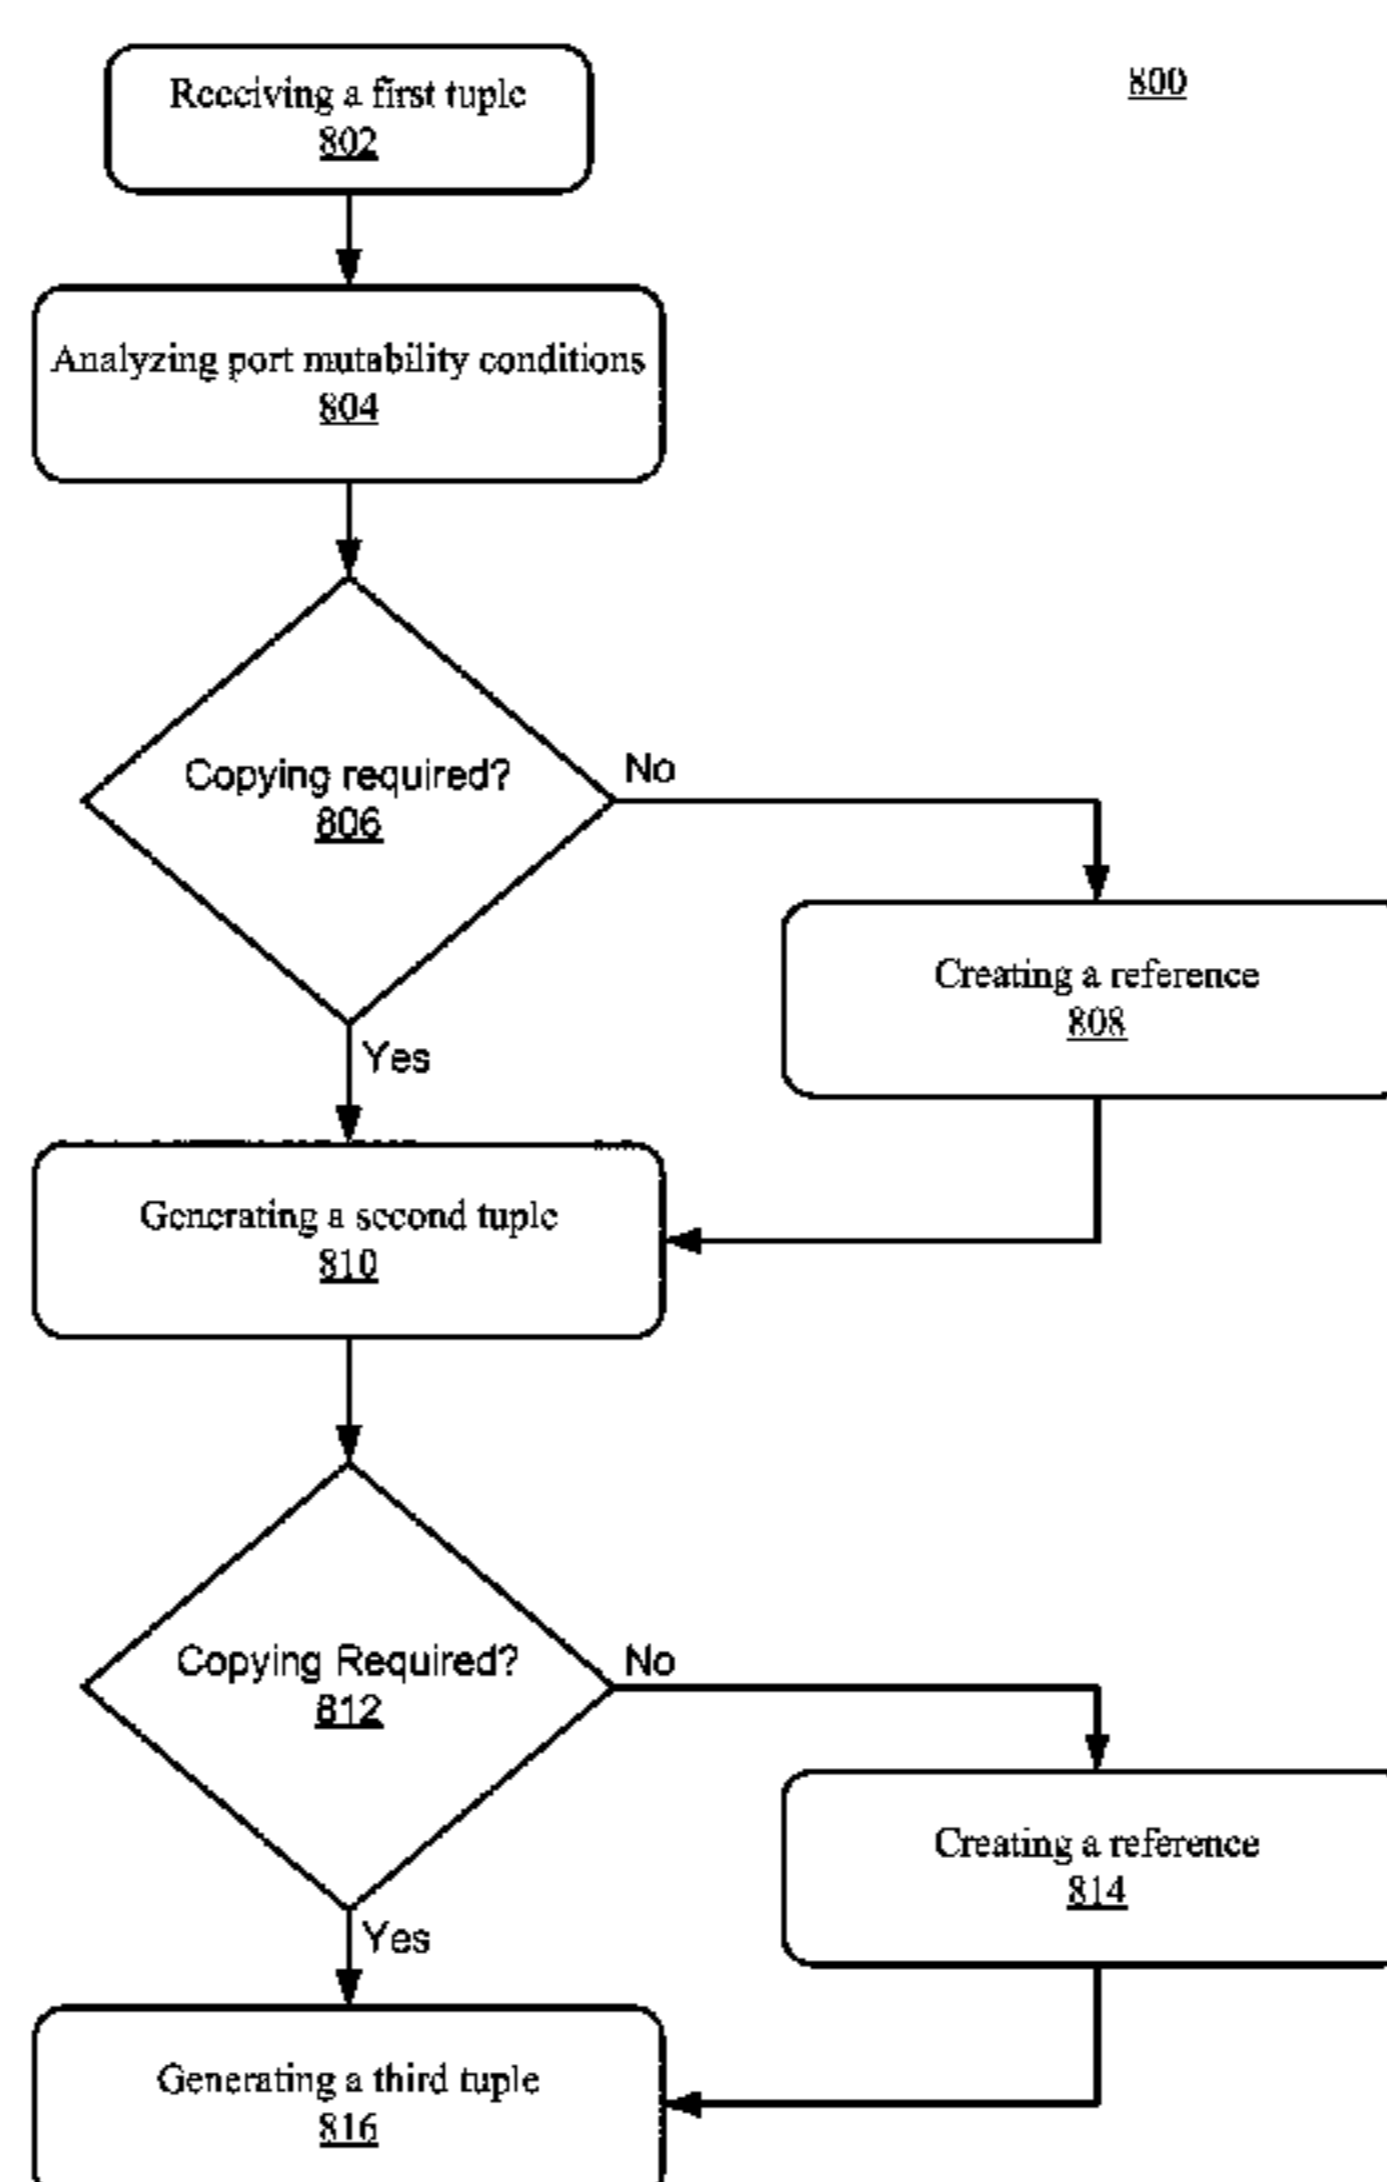 800
Receiving a first tuple
802
Analyzing port mutability conditions
804
Copying required?
806
No
Creating a reference
808
Yes
Generating a second tuple
810
Copying Required?
812
No
Creating a reference
814
Yes
Generating a third tuple
816